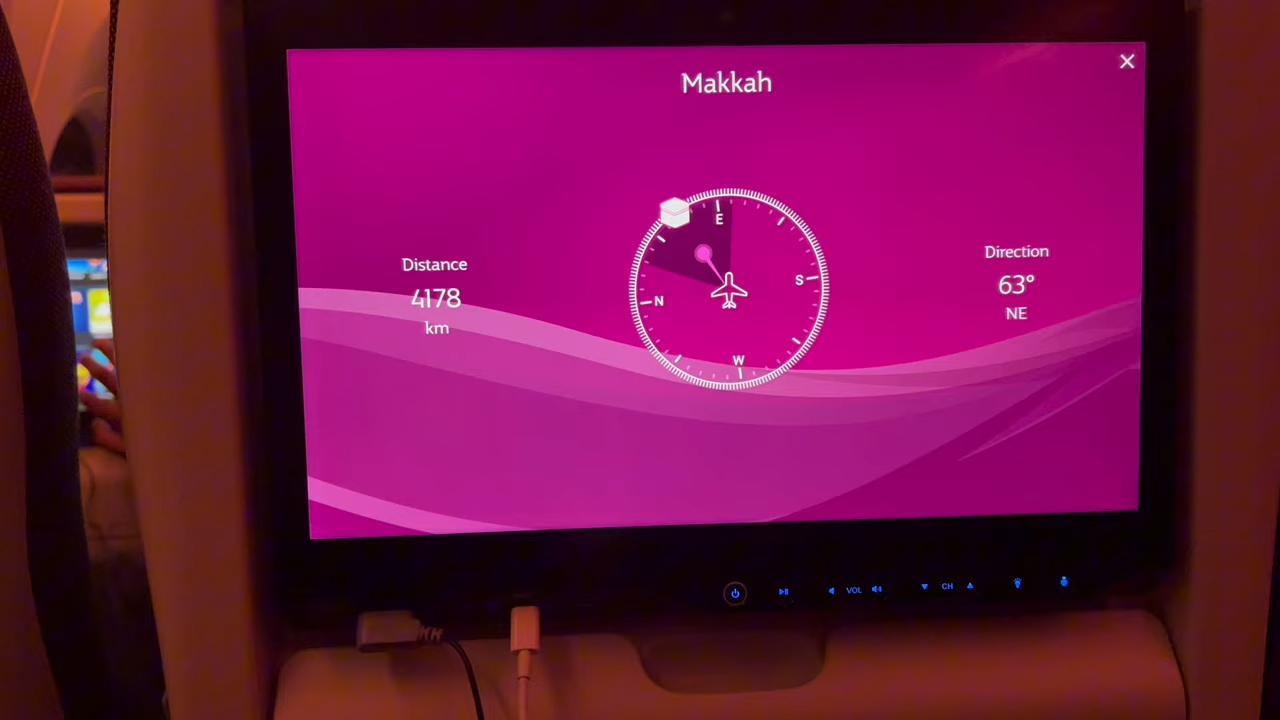 Makkah
Distance
4178
km
E
S
N
W
Direction
63°
NE
VOL
CH